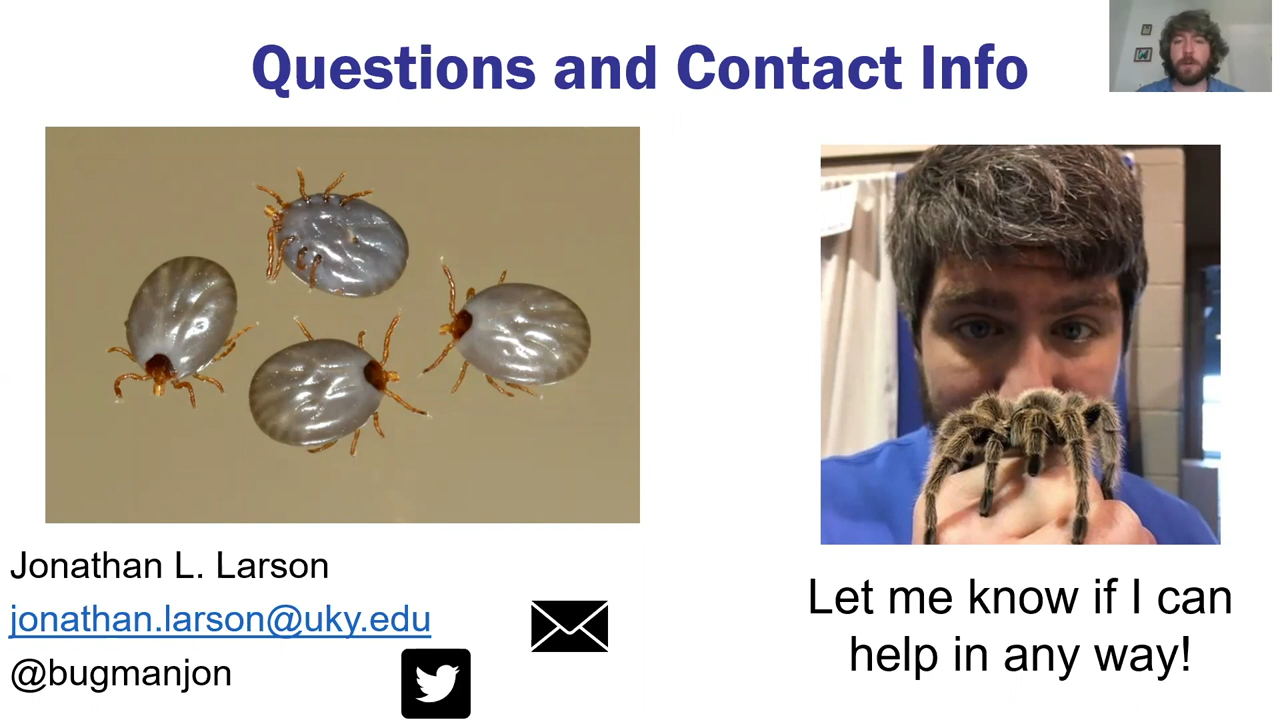 Questions and Contact Info
Jonathan L. Larson
jonathan.larson@uky.edu
@bugmanjon
Let me know if I can
help in any way!